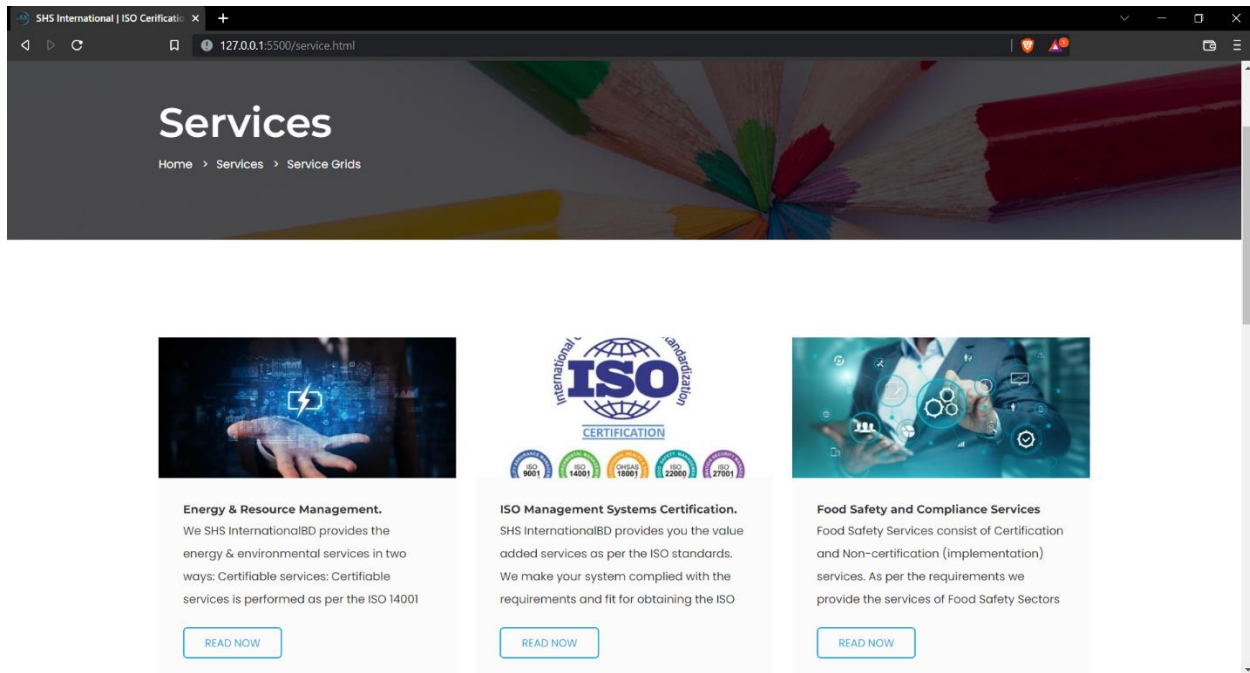 SHS International | ISO Cerificatio
127.0.0.1:5500/service.html
Services
Home > Services > Service Grids
International
Standardization
ISO
CERTIFICATION
ISO 9001
ISO 14001
OHSAS 18001
ISO 22000
ISO 27001
Energy & Resource Management.
We SHS InternationalBD provides the
energy & environmental services in two
ways: Certifiable services: Certifiable
services is performed as per the ISO 14001
READ NOW
ISO Management Systems Certification.
SHS InternationalBD provides you the value
added services as per the ISO standards.
We make your system complied with the
requirements and fit for obtaining the ISO
READ NOW
Food Safety and Compliance Services
Food Safety Services consist of Certification
and Non-certification (implementation)
services. As per the requirements we
provide the services of Food Safety Sectors
READ NOW